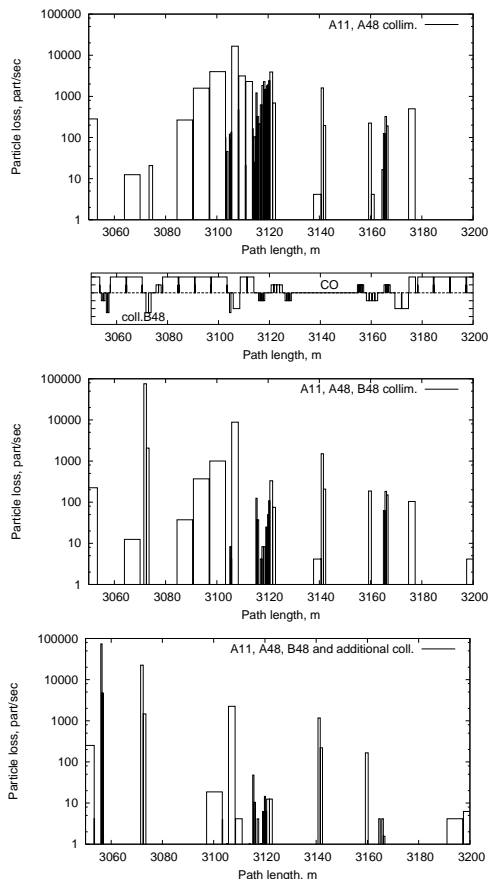 A11, A48 collim.
Particle loss, part/sec
100000
10000
1000
100
10
1
3060 3080 3100 3120 3140 3160 3180 3200
Path length, m
CO
coll.B48
3060 3080 3100 3120 3140 3160 3180 3200
Path length, m
A11, A48, B48 collim.
Particle loss, part/sec
100000
10000
1000
100
10
1
3060 3080 3100 3120 3140 3160 3180 3200
Path length, m
A11, A48, B48 and additional coll.
Particle loss, part/sec
100000
10000
1000
100
10
1
3060 3080 3100 3120 3140 3160 3180 3200
Path length, m